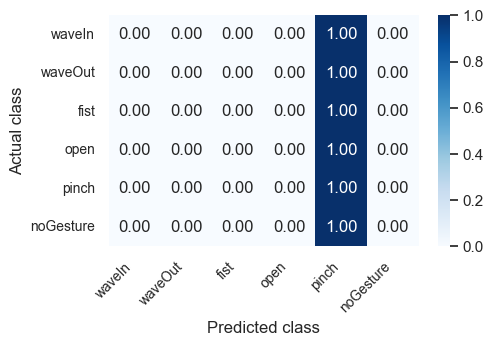 waveIn 0.00 0.00 0.00 0.00 1.00 0.00
waveOut 0.00 0.00 0.00 0.00 1.00 0.00
fist 0.00 0.00 0.00 0.00 1.00 0.00
open 0.00 0.00 0.00 0.00 1.00 0.00
pinch 0.00 0.00 0.00 0.00 1.00 0.00
noGesture 0.00 0.00 0.00 0.00 1.00 0.00
waveIn waveOut fist open pinch noGesture
Predicted class
Actual class
1.0
0.8
0.6
0.4
0.2
0.0